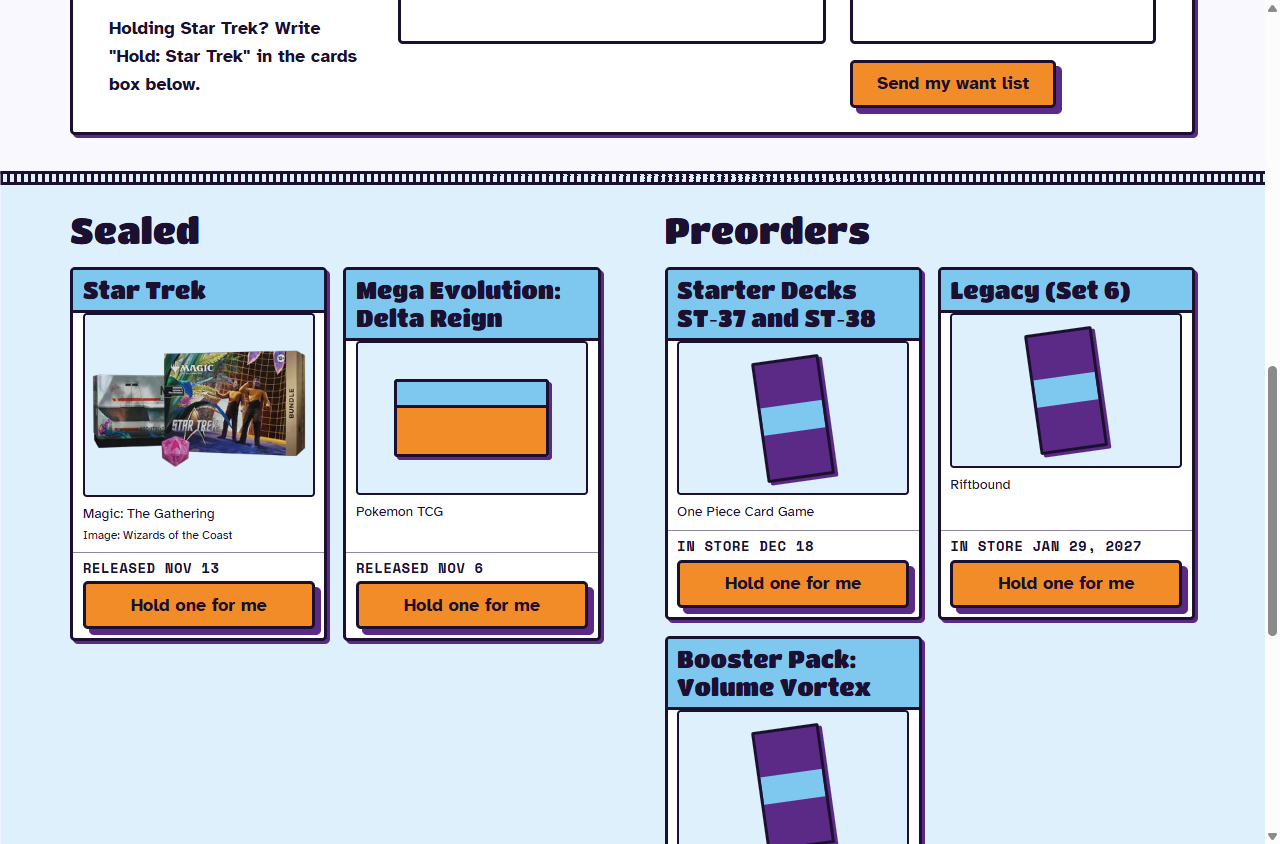 Holding Star Trek? Write
"Hold: Star Trek" in the cards
box below.
Send my want list
Sealed
Star Trek
MAGIC
BUNDLE
STAR TREK
Magic: The Gathering
Image: Wizards of the Coast
RELEASED NOV 13
Hold one for me
Mega Evolution:
Delta Reign
Pokemon TCG
RELEASED NOV 6
Hold one for me
Preorders
Starter Decks
ST-37 and ST-38
One Piece Card Game
IN STORE DEC 18
Hold one for me
Legacy (Set 6)
Riftbound
IN STORE JAN 29, 2027
Hold one for me
Booster Pack:
Volume Vortex